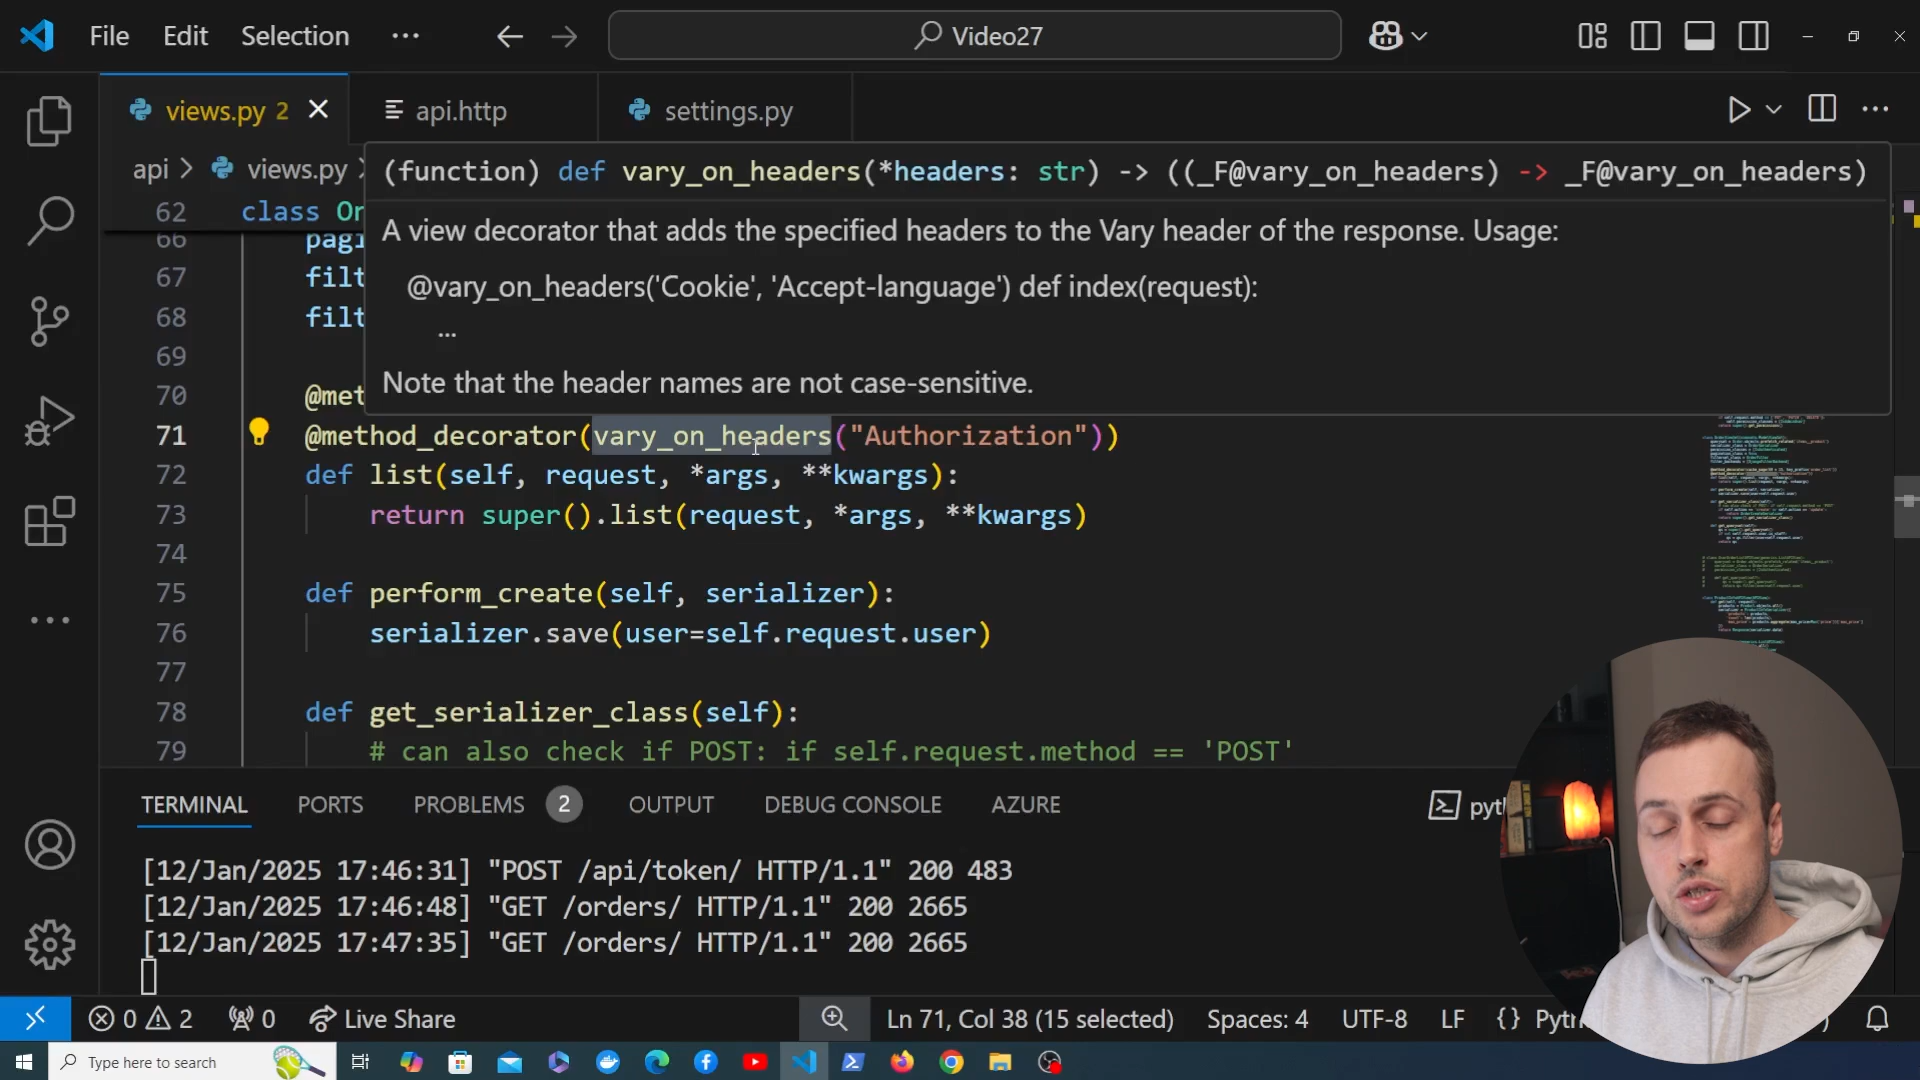 File Edit Selection ...
Video27
views.py 2
api.http
settings.py
api > views.py >
(function) def vary_on_headers(*headers: str) -> ((_F@vary_on_headers) -> _F@vary_on_headers)
A view decorator that adds the specified headers to the Vary header of the response. Usage:
@vary_on_headers('Cookie', 'Accept-language') def index(request):
...
Note that the header names are not case-sensitive.
62 class Or
66 pagi
67 filt
68 filt
69
70 @met
71 @method_decorator(vary_on_headers("Authorization"))
72 def list(self, request, *args, **kwargs):
73 return super().list(request, *args, **kwargs)
74
75 def perform_create(self, serializer):
76 serializer.save(user=self.request.user)
77
78 def get_serializer_class(self):
79 # can also check if POST: if self.request.method == 'POST'
TERMINAL PORTS PROBLEMS 2 OUTPUT DEBUG CONSOLE AZURE
[12/Jan/2025 17:46:31] "POST /api/token/ HTTP/1.1" 200 483
[12/Jan/2025 17:46:48] "GET /orders/ HTTP/1.1" 200 2665
[12/Jan/2025 17:47:35] "GET /orders/ HTTP/1.1" 200 2665
0 2 0 Live Share Ln 71, Col 38 (15 selected) Spaces: 4 UTF-8 LF {}
Type here to search